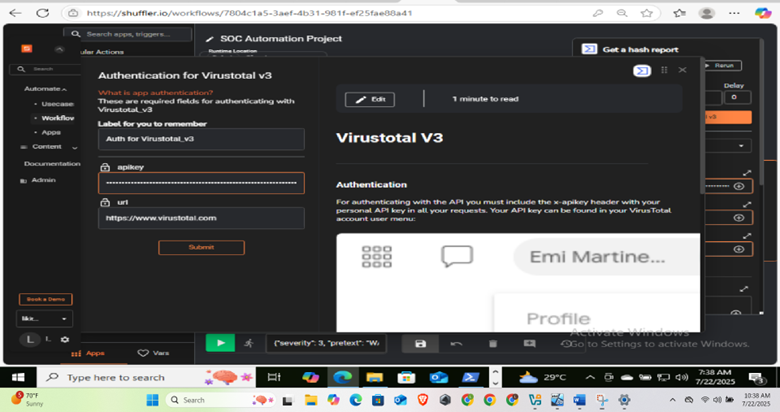 https://shuffler.io/workflows/7804c1a5-3aef-4b31-981f-ef25fae88a41
Search apps, triggers...
SOC Automation Project
Runtime Location
Get a hash report
ular Actions
Search
Rerun
Delay
0
Automate
Usecase
Workflow
Apps
Content
Documentation
Admin
Authentication for Virustotal v3
What is app authentication?
These are required fields for authenticating with
Virustotal_v3
Label for you to remember
Auth for Virustotal_v3
apikey
url
https://www.virustotal.com
Submit
Edit
1 minute to read
Virustotal V3
Authentication
For authenticating with the API you must include the x-apikey header with your
personal API key in all your requests. Your API key can be found in your VirusTotal
account user menu:
Emi Martine...
Profile
v3
Book a Demo
L
Apps
Vars
{"severity": 3, "pretext": "Wa
Activate Windows
Go to Settings to activate Windows.
Type here to search
29°C
7:38 AM
7/22/2025
70°F
Sunny
Search
10:38 AM
7/22/2025